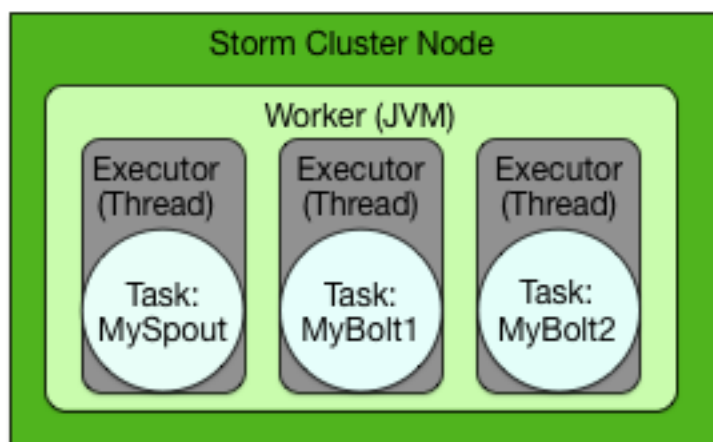 Storm Cluster Node
Worker (JVM)
Executor
(Thread)
Task:
MySpout
Executor
(Thread)
Task:
MyBolt1
Executor
(Thread)
Task:
MyBolt2